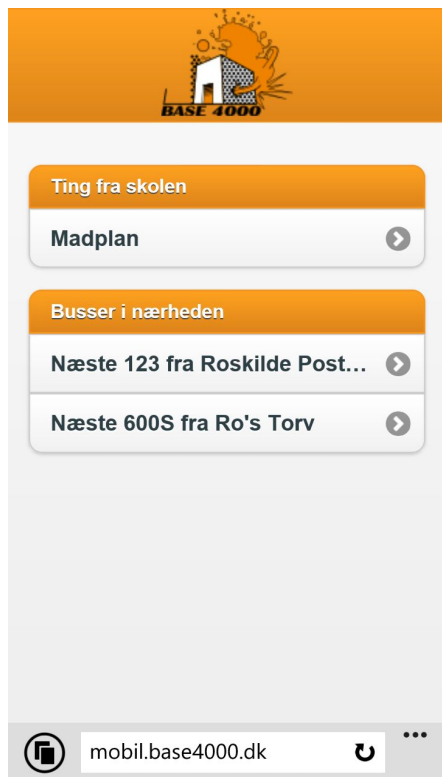 BASE 4000
Ting fra skolen
Madplan
Busser i nærheden
Næste 123 fra Roskilde Post...
Næste 600S fra Ro's Torv
mobil.base4000.dk